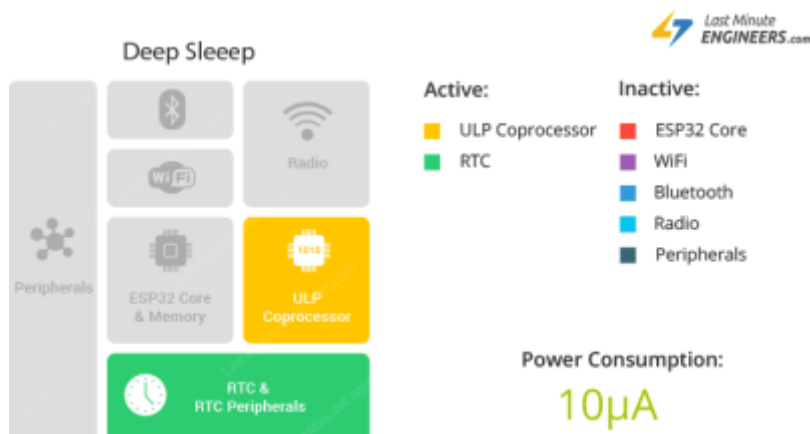 Last Minute
ENGINEERS.com
Deep Sleeep
Active:
Inactive:
ULP Coprocessor
RTC
ESP32 Core
WiFi
Bluetooth
Radio
Peripherals
Radio
WiFi
Peripherals
ESP32 Core
& Memory
1010
ULP
Coprocessor
RTC &
RTC Peripherals
Power Consumption:
10µA